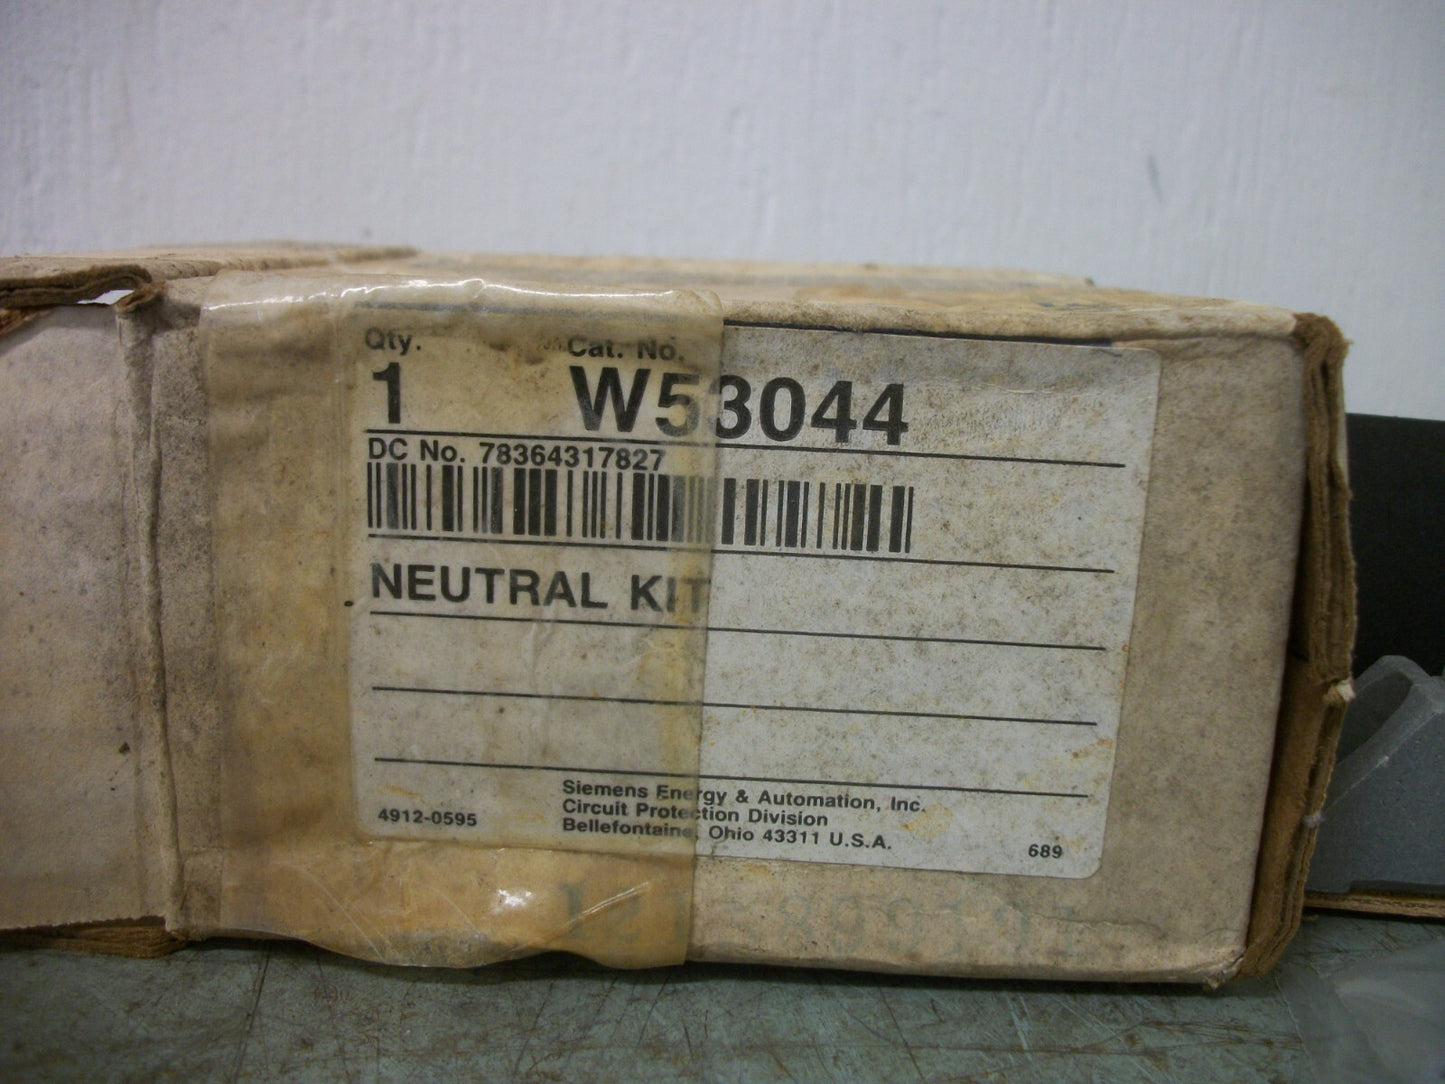 Qty. Cat. No.
1 W53044
DC No. 78364317827
NEUTRAL KIT
Siemens Energy & Automation, Inc.
Circuit Protection Division
4912-0595 Bellefontaine, Ohio 43311 U.S.A. 689